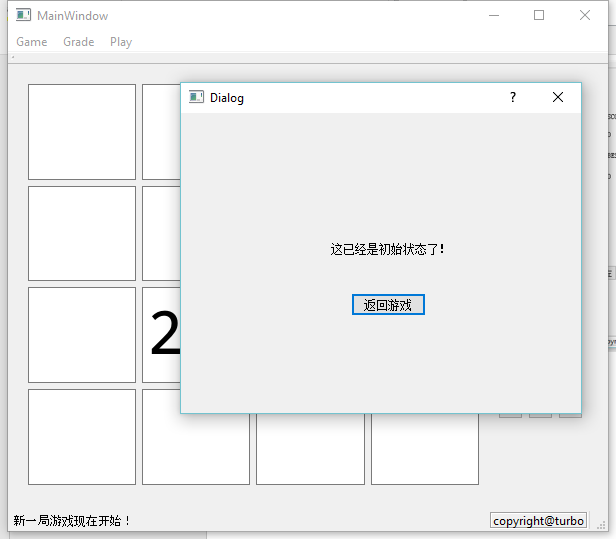 MainWindow
Game Grade Play
Dialog
这已经是初始状态了!
返回游戏
2
新一局游戏现在开始！
copyright@turbo